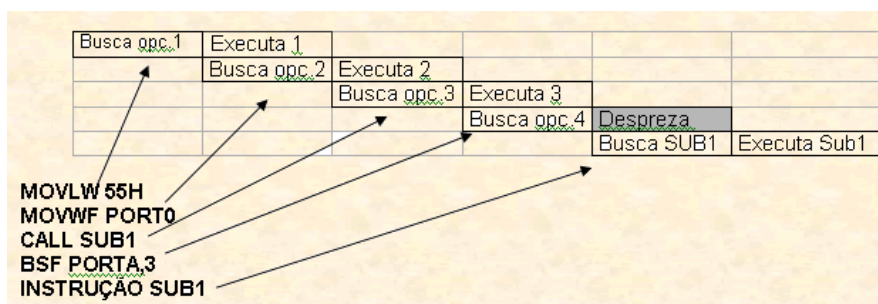 Busca opc.1 Executa 1
Busca opc.2 Executa 2
Busca opc.3 Executa 3
Busca opc.4 Despreza
Busca SUB1 Executa Sub1
MOVLW 55H
MOVWF PORT0
CALL SUB1
BSF PORTA,3
INSTRUÇÃO SUB1